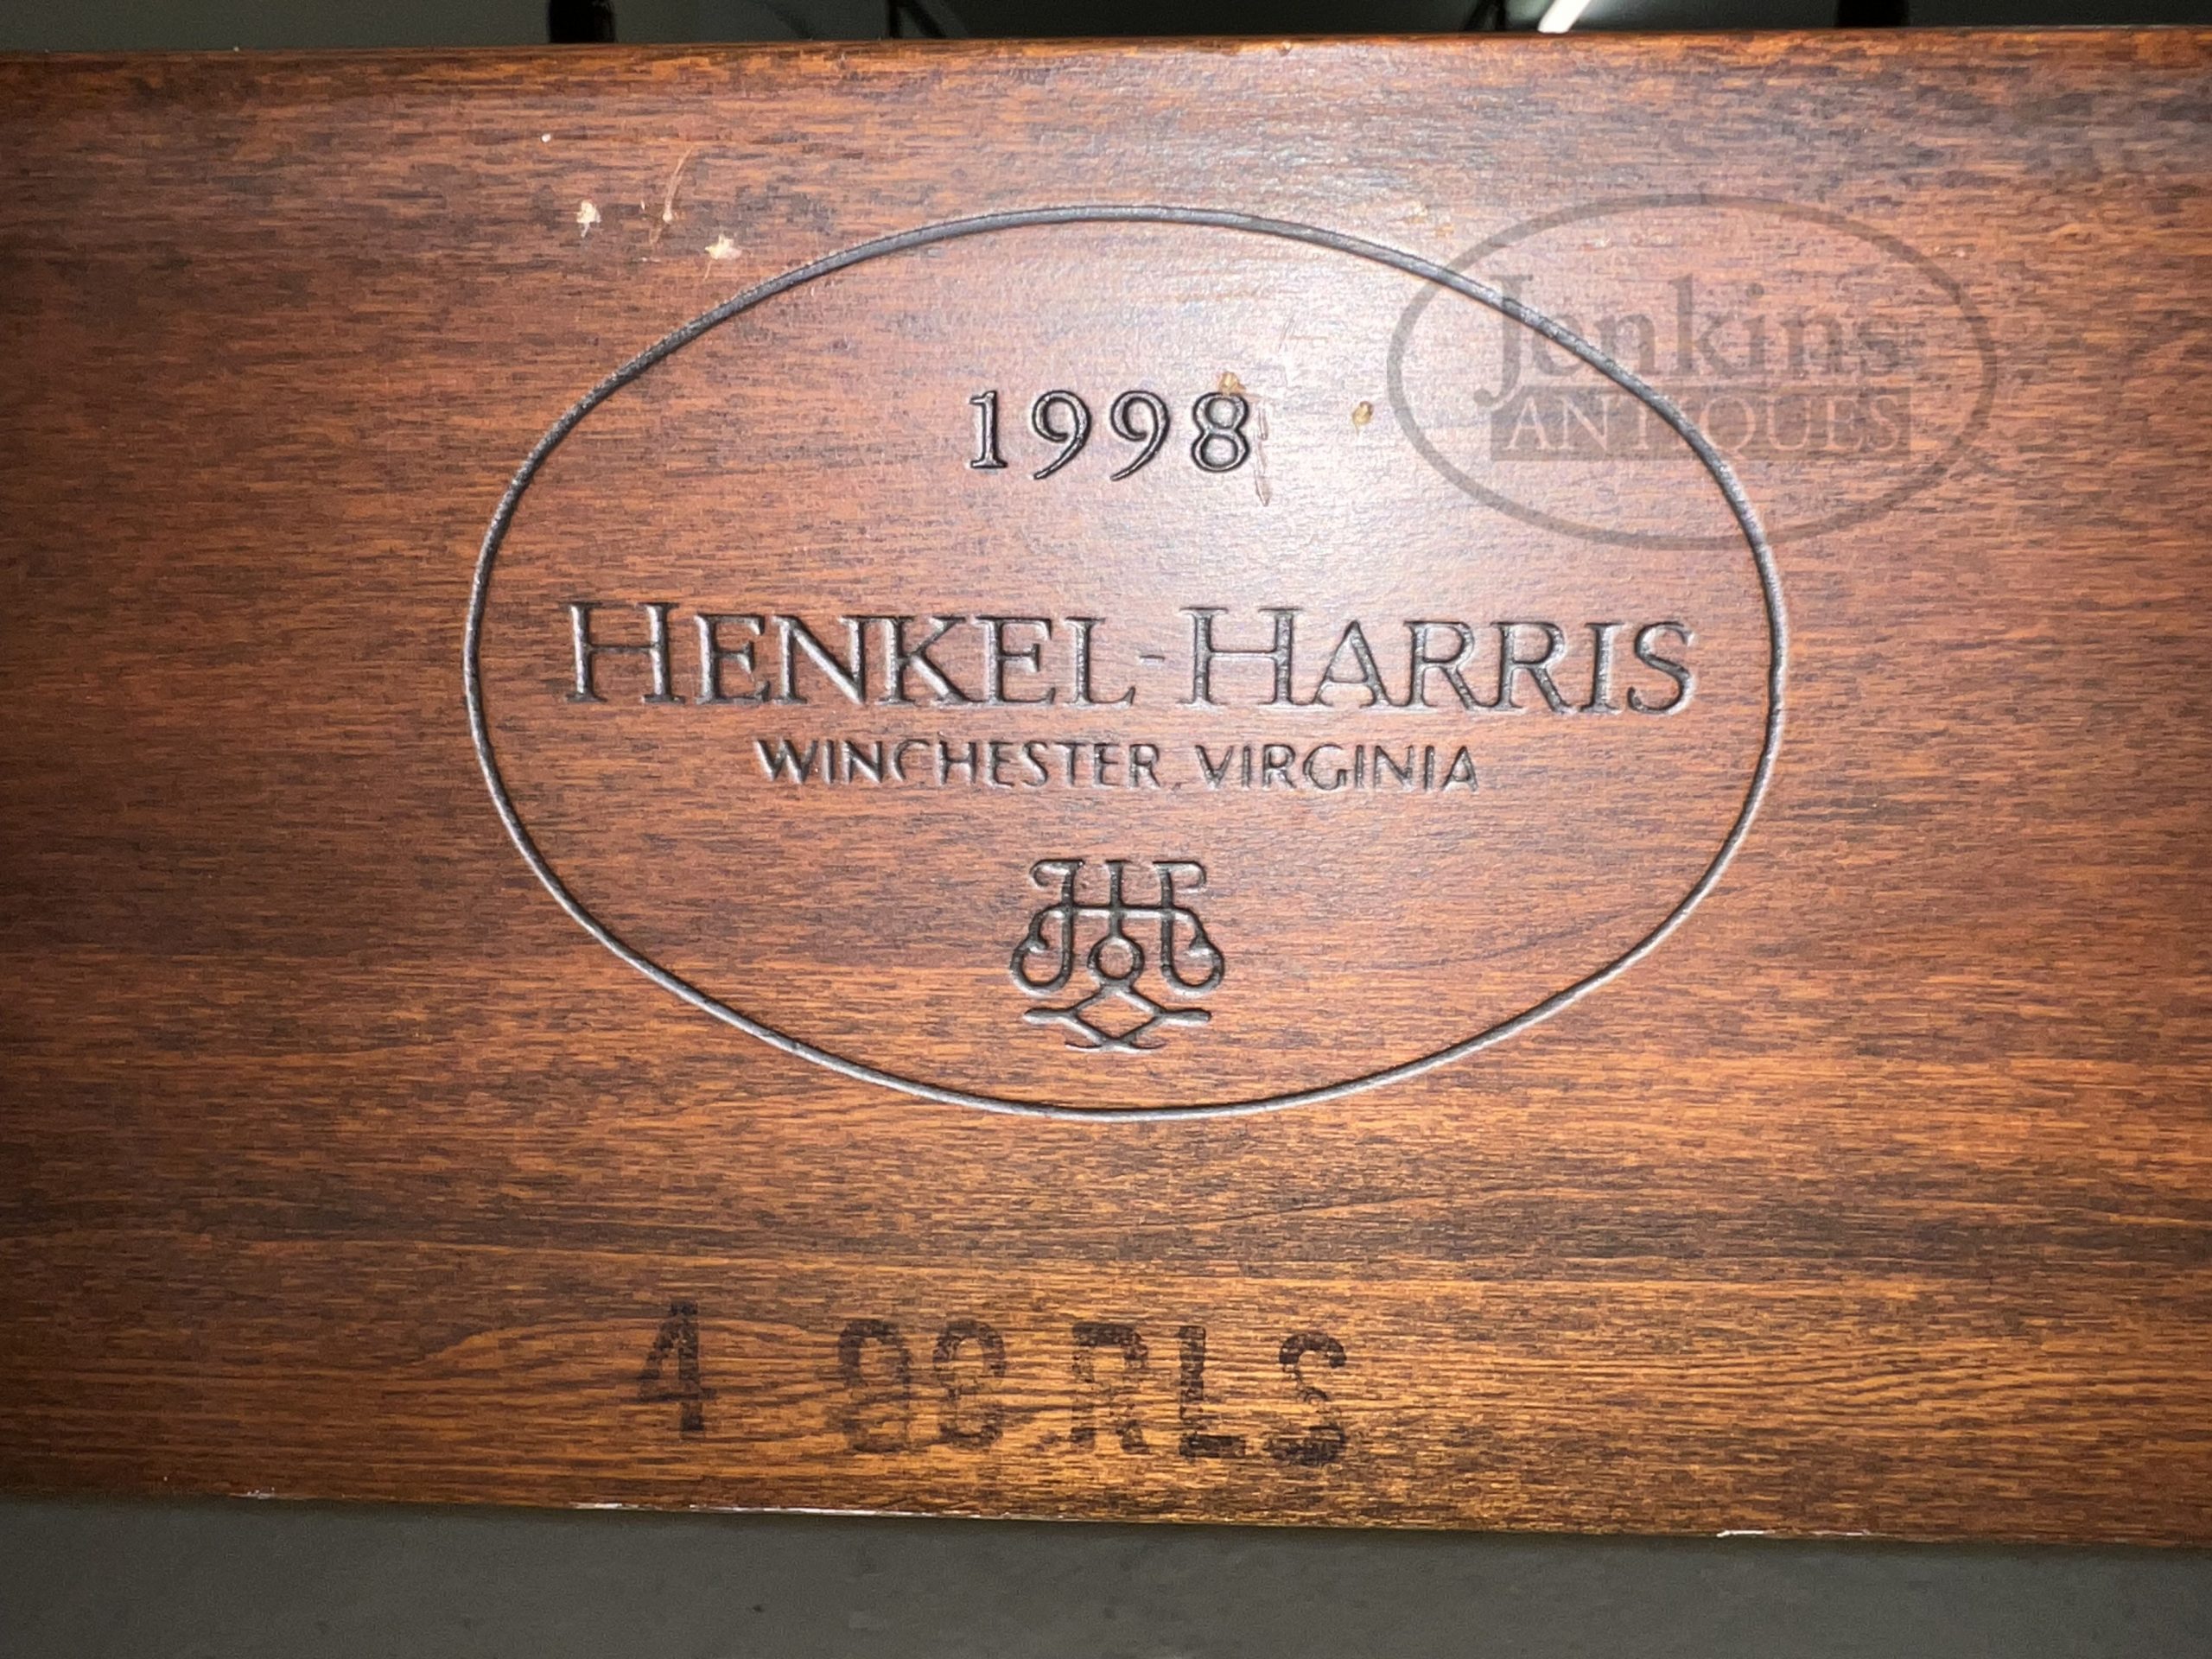 1998
Jenkins
ANTIQUES
HENKEL-HARRIS
WINCHESTER, VIRGINIA
4 98 RLS